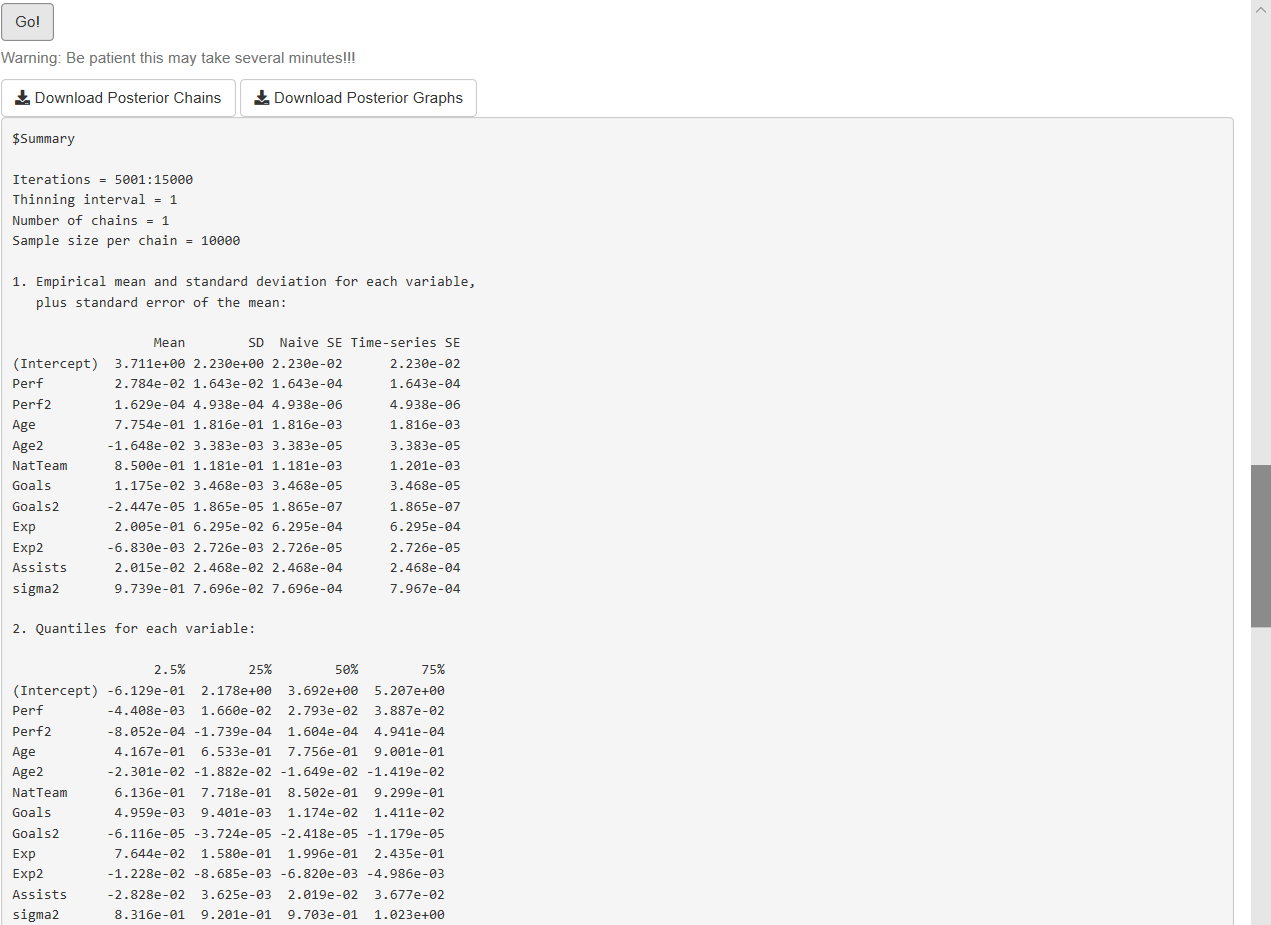 Go!
Warning: Be patient this may take several minutes!!!
Download Posterior Chains Download Posterior Graphs
$Summary
Iterations = 5001:15000
Thinning interval = 1
Number of chains = 1
Sample size per chain = 10000
1. Empirical mean and standard deviation for each variable,
plus standard error of the mean:
Mean SD Naive SE Time-series SE
(Intercept) 3.711e+00 2.230e+00 2.230e-02 2.230e-02
Perf 2.784e-02 1.643e-02 1.643e-04 1.643e-04
Perf2 1.629e-04 4.938e-04 4.938e-06 4.938e-06
Age 7.754e-01 1.816e-01 1.816e-03 1.816e-03
Age2 -1.648e-02 3.383e-03 3.383e-05 3.383e-05
NatTeam 8.500e-01 1.181e-01 1.181e-03 1.201e-03
Goals 1.175e-02 3.468e-03 3.468e-05 3.468e-05
Goals2 -2.447e-05 1.865e-05 1.865e-07 1.865e-07
Exp 2.005e-01 6.295e-02 6.295e-04 6.295e-04
Exp2 -6.830e-03 2.726e-03 2.726e-05 2.726e-05
Assists 2.015e-02 2.468e-02 2.468e-04 2.468e-04
sigma2 9.739e-01 7.696e-02 7.696e-04 7.967e-04
2. Quantiles for each variable:
2.5% 25% 50% 75%
(Intercept) -6.129e-01 2.178e+00 3.692e+00 5.207e+00
Perf -4.408e-03 1.660e-02 2.793e-02 3.887e-02
Perf2 -8.052e-04 -1.739e-04 1.604e-04 4.941e-04
Age 4.167e-01 6.533e-01 7.756e-01 9.001e-01
Age2 -2.301e-02 -1.882e-02 -1.649e-02 -1.419e-02
NatTeam 6.136e-01 7.718e-01 8.502e-01 9.299e-01
Goals 4.959e-03 9.401e-03 1.174e-02 1.411e-02
Goals2 -6.116e-05 -3.724e-05 -2.418e-05 -1.179e-05
Exp 7.644e-02 1.580e-01 1.996e-01 2.435e-01
Exp2 -1.228e-02 -8.685e-03 -6.820e-03 -4.986e-03
Assists -2.828e-02 3.625e-03 2.019e-02 3.677e-02
sigma2 8.316e-01 9.201e-01 9.703e-01 1.023e+00